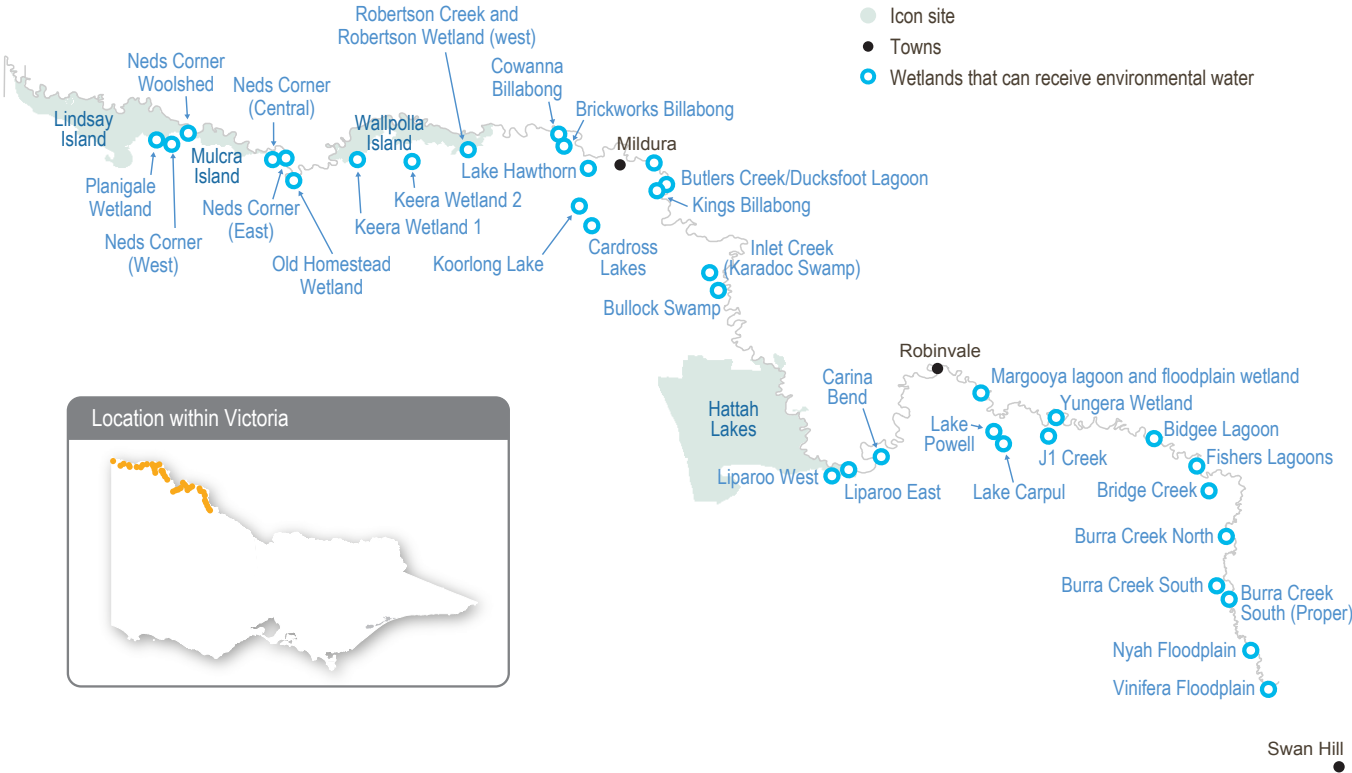 Icon site
Towns
Wetlands that can receive environmental water
Robertson Creek and
Robertson Wetland (west)
Neds Corner
Woolshed
Neds Corner
(Central)
Cowanna
Billabong
Brickworks Billabong
Lindsay
Island
Wallpolla
Island
Mildura
Mulcra
Island
Lake Hawthorn
Planigale
Wetland
Neds Corner
(East)
Keera Wetland 2
Keera Wetland 1
Butlers Creek/Ducksfoot Lagoon
Kings Billabong
Neds Corner
(West)
Old Homestead
Wetland
Koorlong Lake
Cardross
Lakes
Inlet Creek
(Karadoc Swamp)
Bullock Swamp
Robinvale
Carina
Bend
Margooya lagoon and floodplain wetland
Yungera Wetland
Hattah
Lakes
Lake
Powell
Bidgee Lagoon
J1 Creek
Fishers Lagoons
Liparoo West
Liparoo East
Lake Carpul
Bridge Creek
Burra Creek North
Burra Creek South
Burra Creek
South (Proper)
Nyah Floodplain
Vinifera Floodplain
Swan Hill
Location within Victoria